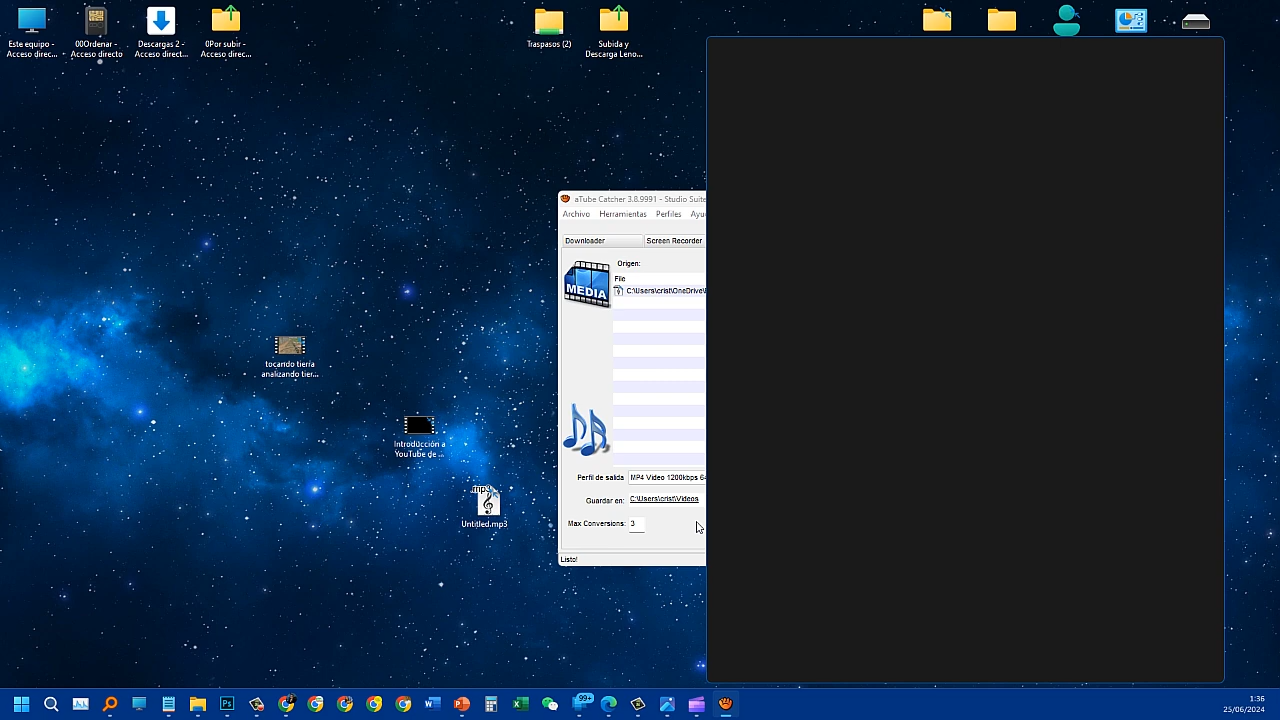 Este equipo -
Acceso direc...
00Ordenar -
Acceso directo
Descargas 2 -
Acceso direct...
0Por subir -
Acceso direc...
Traspasos (2)
Subida y
Descarga Leno...
aTube Catcher 3.8.9991 - Studio Suite
Archivo Herramientas Perfiles Ayu
Downloader Screen Recorder
Origen:
File
C:\Users\crist\OneDrive\
MEDIA
tocando tierra
analizando tier...
Introducción a
YouTube de ...
mp3
Untitled.mp3
Perfil de salida MP4 Video 1200kbps 6
Guardar en: C:\Users\crist\Videos
Max Conversions: 3
Listo!
99+
1:36
25/06/2024